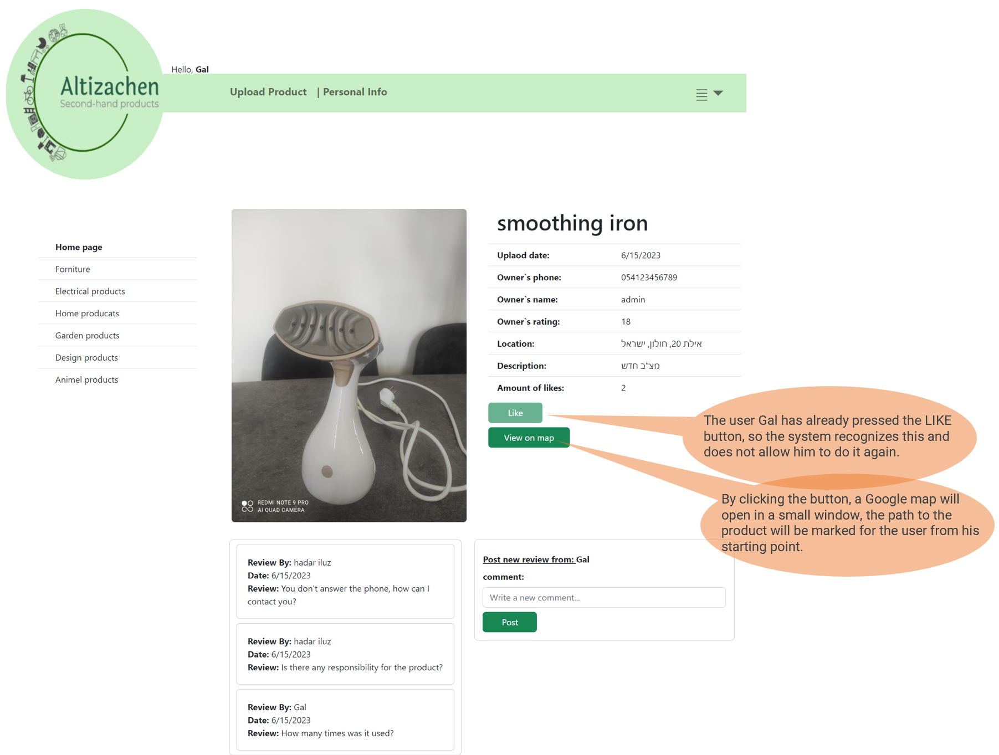 Altizachen
Second-hand products
Hello, Gal
Upload Product | Personal Info
Home page
Forniture
Electrical products
Home producats
Garden products
Design products
Animel products
REDMI NOTE 9 PRO
AI QUAD CAMERA
smoothing iron
Uplaod date: 6/15/2023
Owner`s phone: 054123456789
Owner`s name: admin
Owner`s rating: 18
Location: אילת 20, חולון, ישראל
Description: מצ"ב חדש
Amount of likes: 2
Like
View on map
The user Gal has already pressed the LIKE
button, so the system recognizes this and
does not allow him to do it again.
By clicking the button, a Google map will
open in a small window, the path to the
product will be marked for the user from his
starting point.
Review By: hadar iluz
Date: 6/15/2023
Review: You don't answer the phone, how can I
contact you?
Review By: hadar iluz
Date: 6/15/2023
Review: Is there any responsibility for the product?
Review By: Gal
Date: 6/15/2023
Review: How many times was it used?
Post new review from: Gal
comment:
Write a new comment...
Post